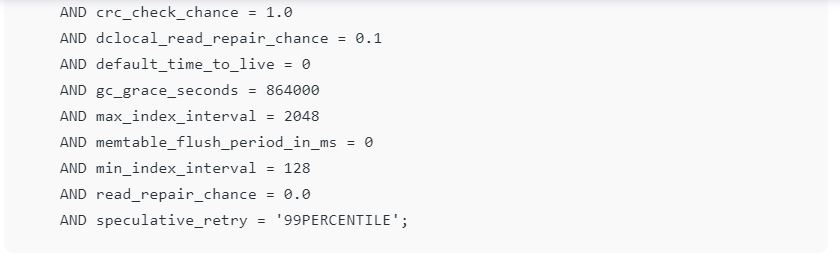 AND crc_check_chance = 1.0
AND dclocal_read_repair_chance = 0.1
AND default_time_to_live = 0
AND gc_grace_seconds = 864000
AND max_index_interval = 2048
AND memtable_flush_period_in_ms = 0
AND min_index_interval = 128
AND read_repair_chance = 0.0
AND speculative_retry = '99PERCENTILE';